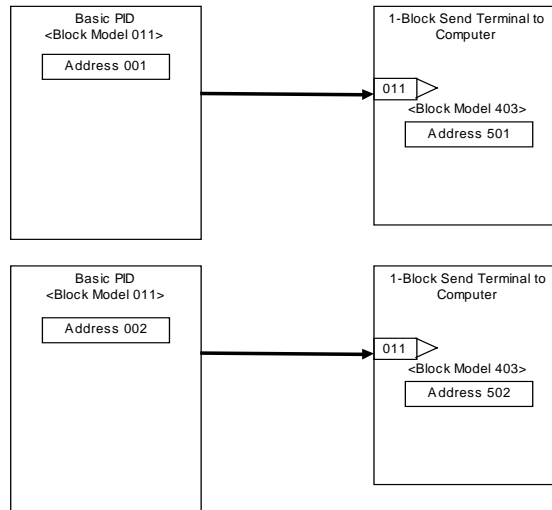 Basic PID
<Block Model 011>
Address 001
1-Block Send Terminal to
Computer
011
<Block Model 403>
Address 501
Basic PID
<Block Model 011>
Address 002
1-Block Send Terminal to
Computer
011
<Block Model 403>
Address 502